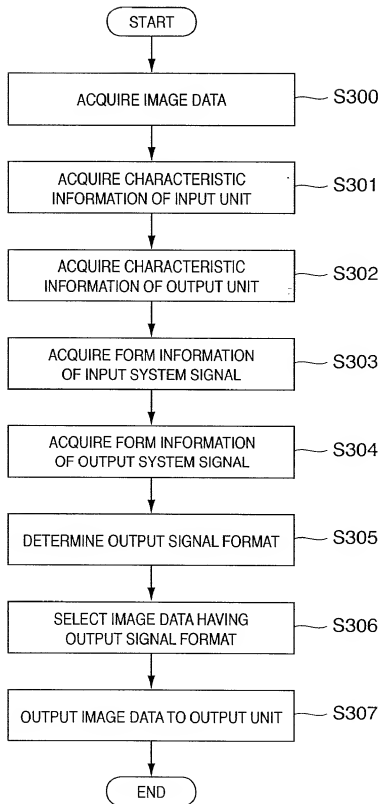 START
ACQUIRE IMAGE DATA
S300
ACQUIRE CHARACTERISTIC
INFORMATION OF INPUT UNIT
S301
ACQUIRE CHARACTERISTIC
INFORMATION OF OUTPUT UNIT
S302
ACQUIRE FORM INFORMATION
OF INPUT SYSTEM SIGNAL
S303
ACQUIRE FORM INFORMATION
OF OUTPUT SYSTEM SIGNAL
S304
DETERMINE OUTPUT SIGNAL FORMAT
S305
SELECT IMAGE DATA HAVING
OUTPUT SIGNAL FORMAT
S306
OUTPUT IMAGE DATA TO OUTPUT UNIT
S307
END